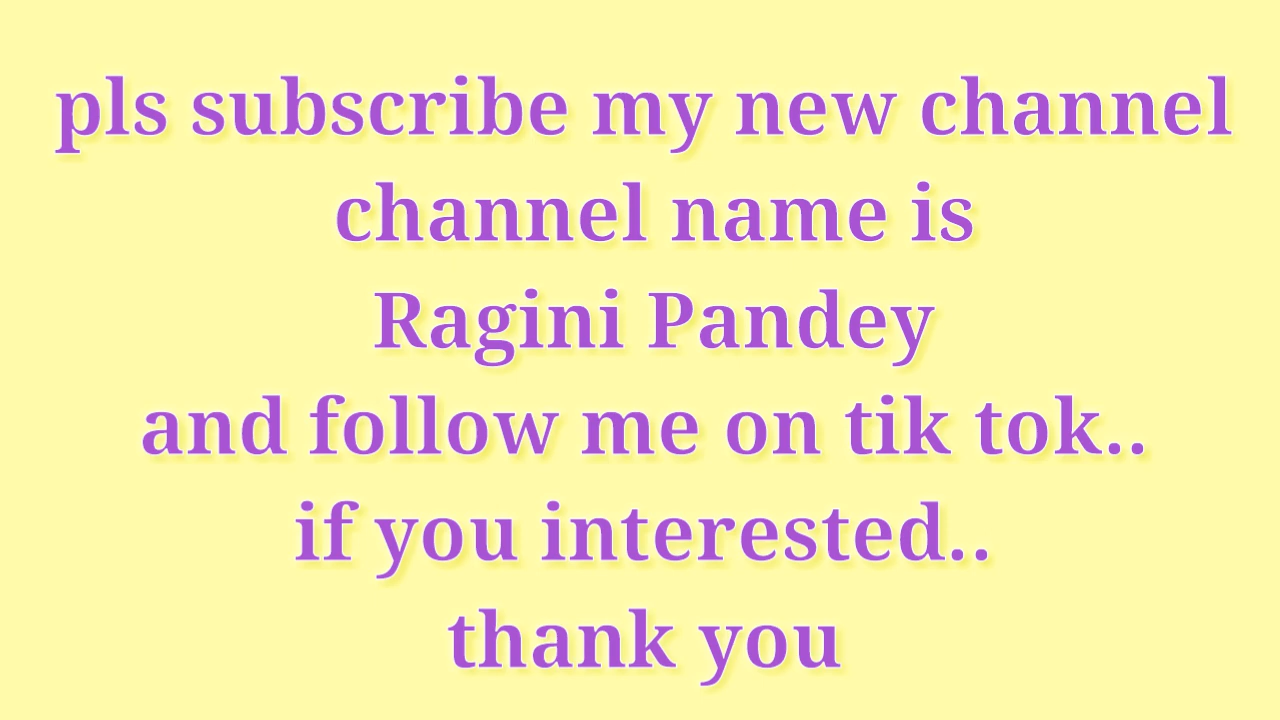 pls subscribe my new channel
channel name is
Ragini Pandey
and follow me on tik tok..
if you interested..
thank you